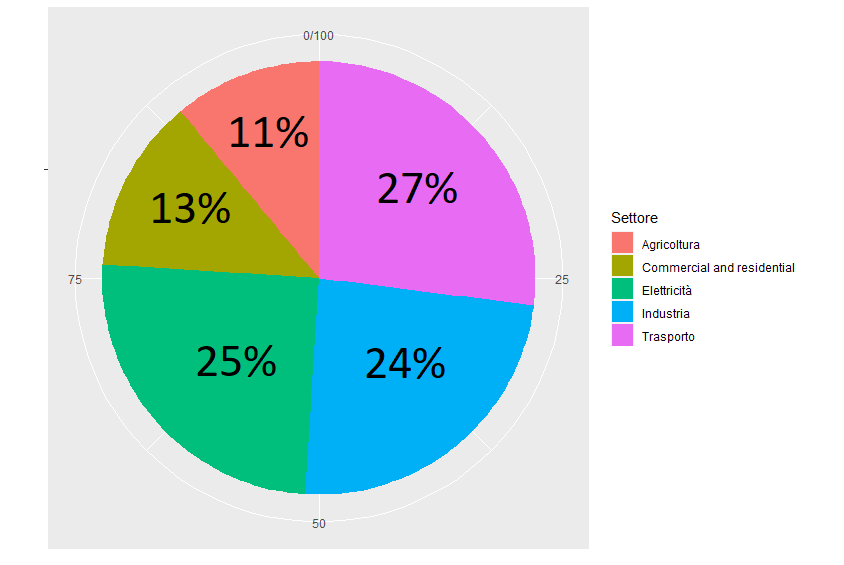 0/100
11%
27%
13%
75
25
25%
24%
50
Settore
Agricoltura
Commercial and residential
Elettricità
Industria
Trasporto